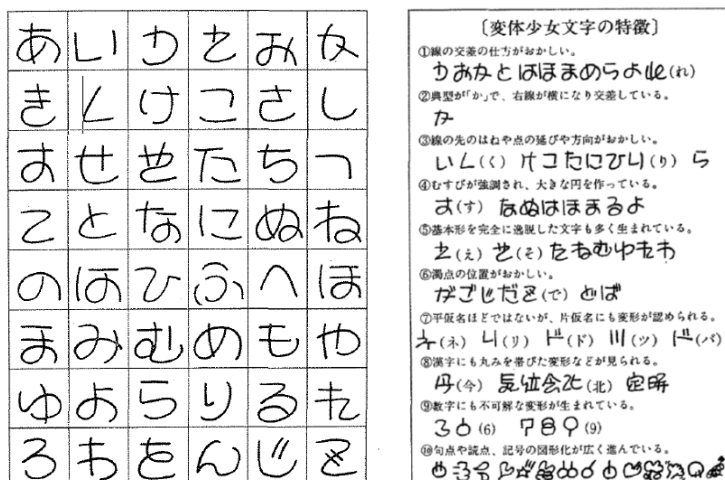 あいうえおか
きくけこさし
すせそたちつ
てとなにぬね
のはひふへほ
まみむめもや
ゆよらりるれ
ろわをんじで
〔変体少女文字の特徴〕
①線の交差の仕方がおかしい。
うおかとはほまめらよ(れ)
②典型が「か」で、右線が横になり交差している。
か
③線の先のはねや点の延びや方向がおかしい。
いく(く) けこたにひり(り) ら
④むすびが強調され、大きな円を作っている。
す(す) なぬはほまるよ
⑤基本形を完全に逸脱した文字も多く生まれている。
え(え) そ(そ) たねむゆれわ
⑥濁点の位置がおかしい。
がごじだで(で) どば
⑦平仮名ほどではないが、片仮名にも変形が認められる。
ネ(ネ) リ(リ) ド(ド) ツ(ツ) バ(バ)
⑧漢字にも丸みを帯びた変形などが見られる。
(今) (北)
⑨数字にも不可解な変形が生まれている。
36(6) 789(9)
⑩句点や読点、記号の図形化が広く進んでいる。